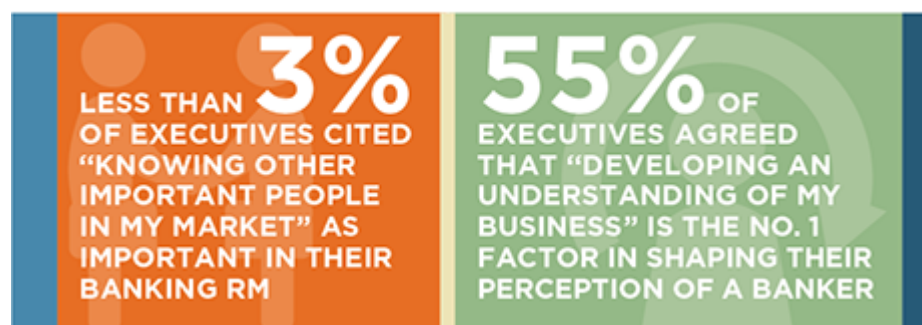 LESS THAN 3%
OF EXECUTIVES CITED
“KNOWING OTHER
IMPORTANT PEOPLE
IN MY MARKET” AS
IMPORTANT IN THEIR
BANKING RM
55% OF
EXECUTIVES AGREED
THAT “DEVELOPING AN
UNDERSTANDING OF MY
BUSINESS” IS THE NO. 1
FACTOR IN SHAPING THEIR
PERCEPTION OF A BANKER